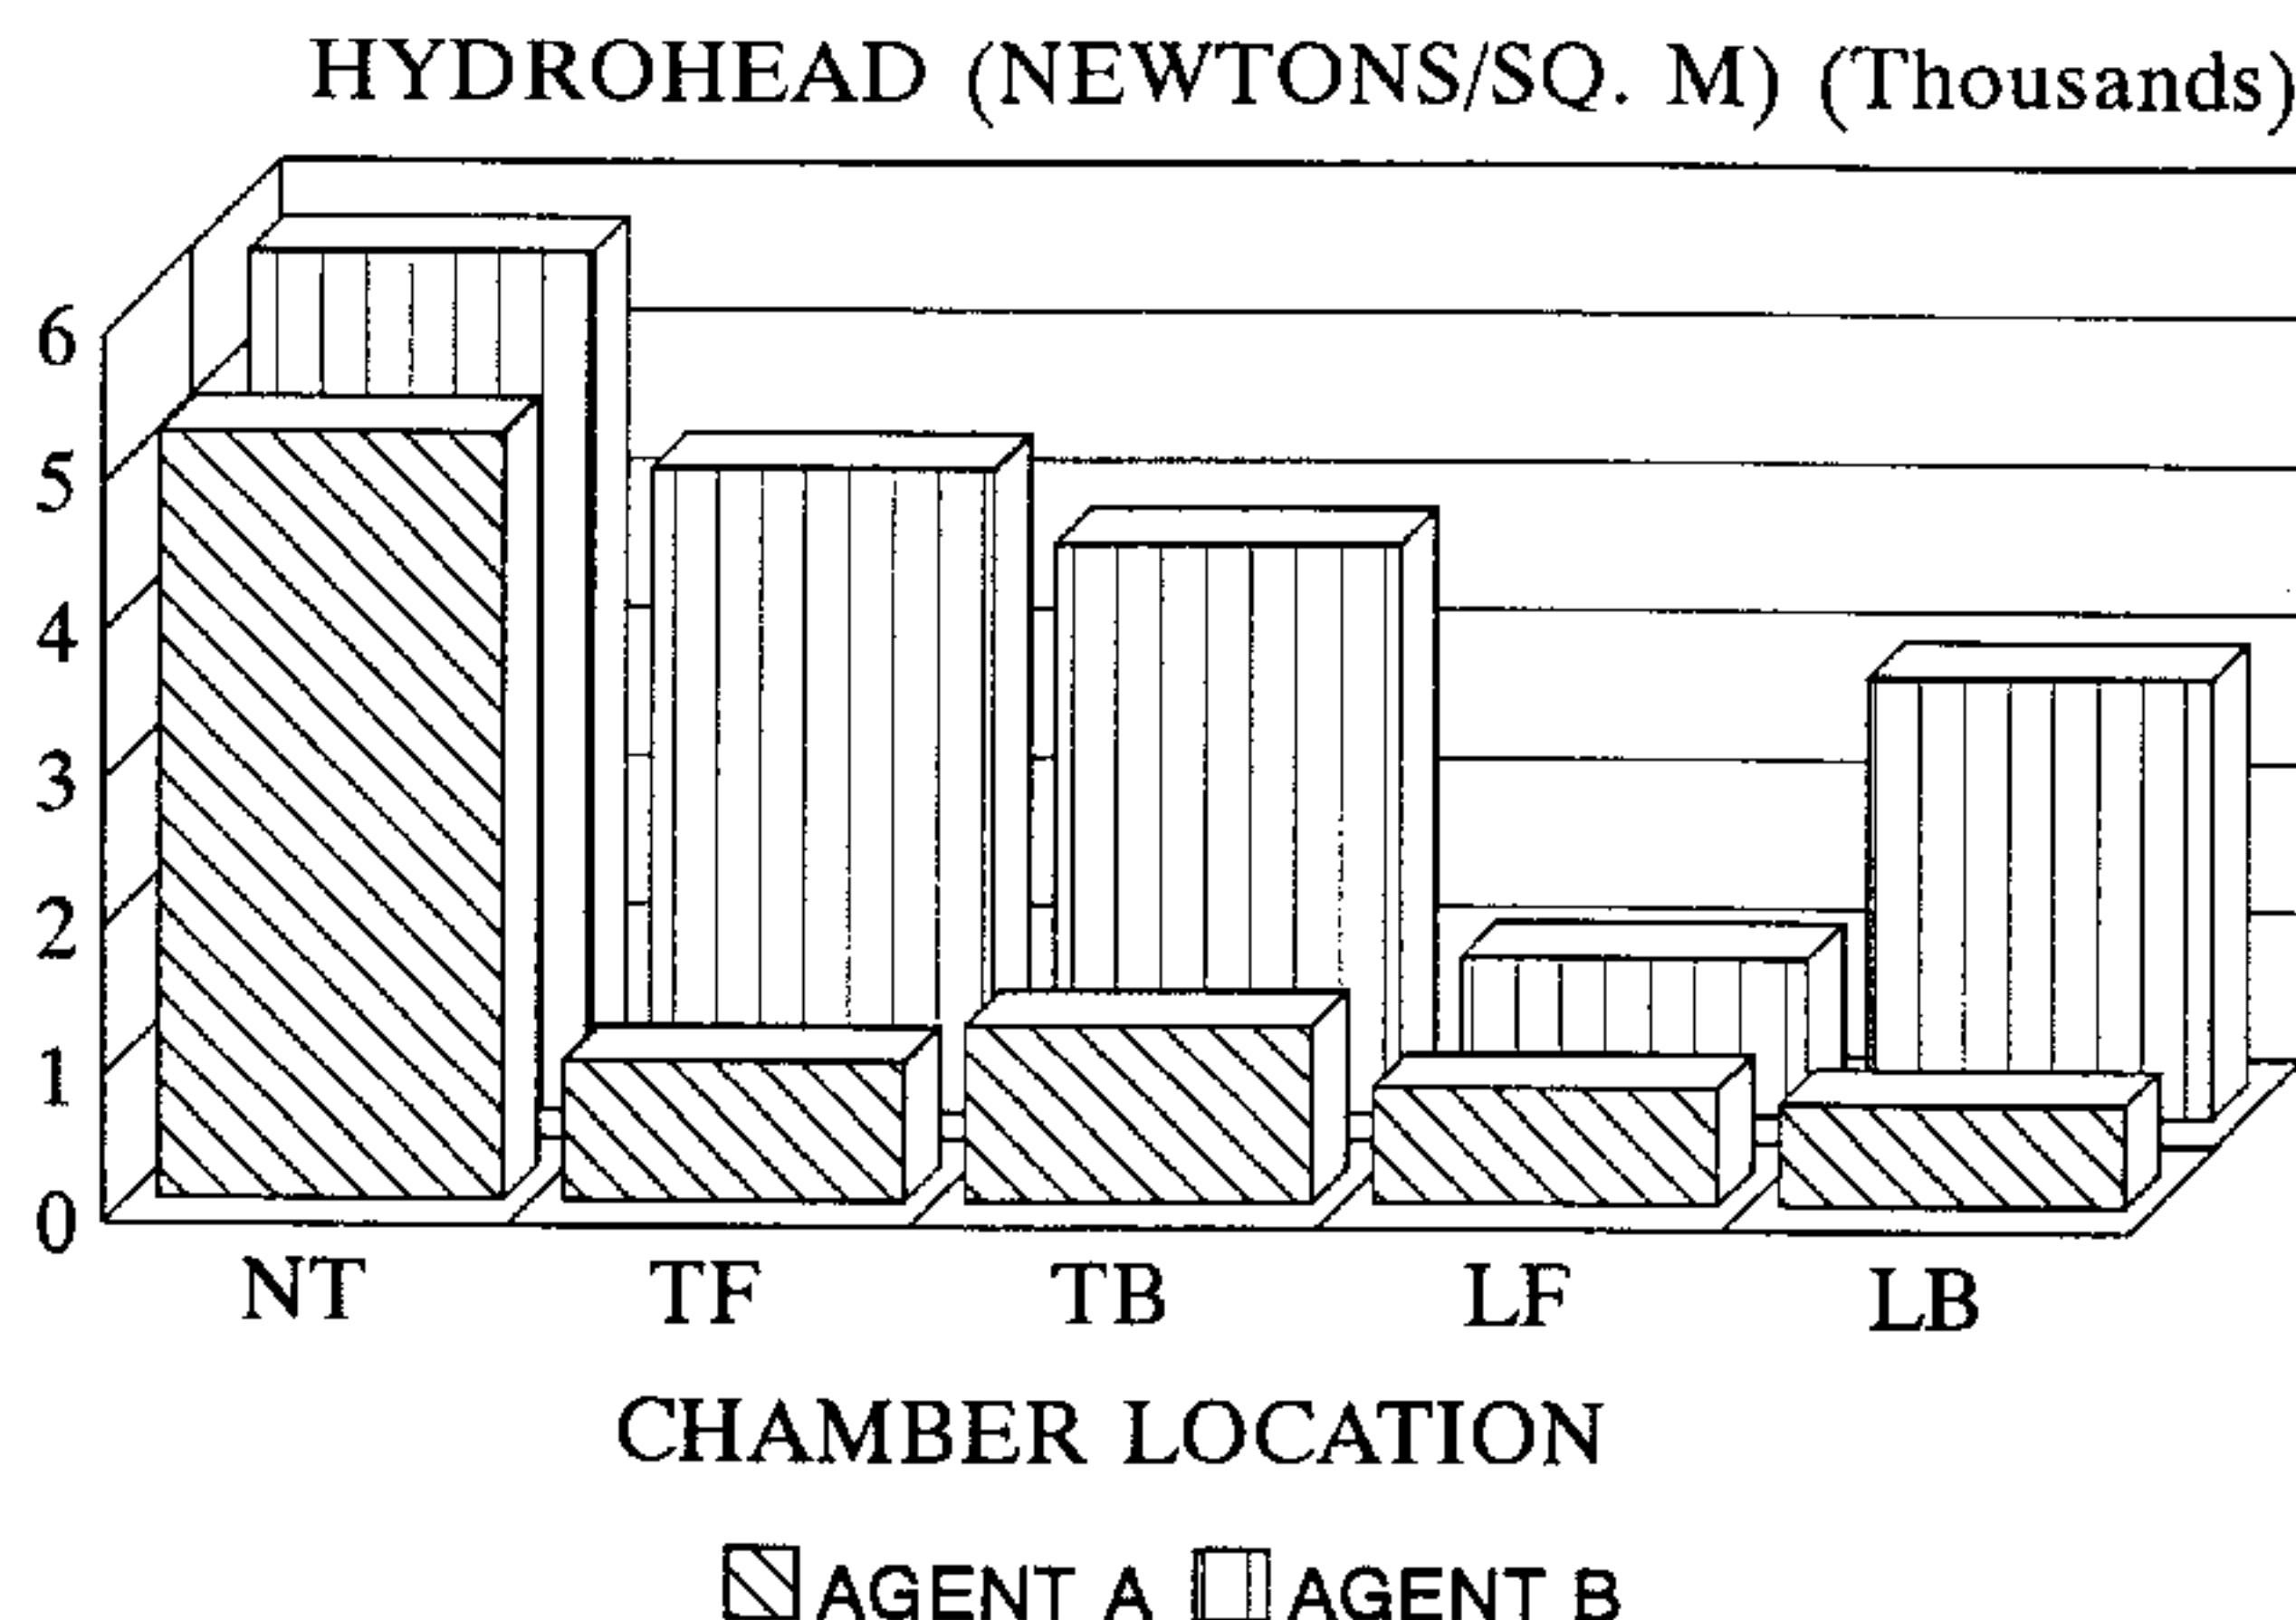 HYDROHEAD (NEWTONS/SQ. M) (Thousands)
6
5
4
3
2
1
0
NT TF TB LF LB
CHAMBER LOCATION
AGENT A AGENT B